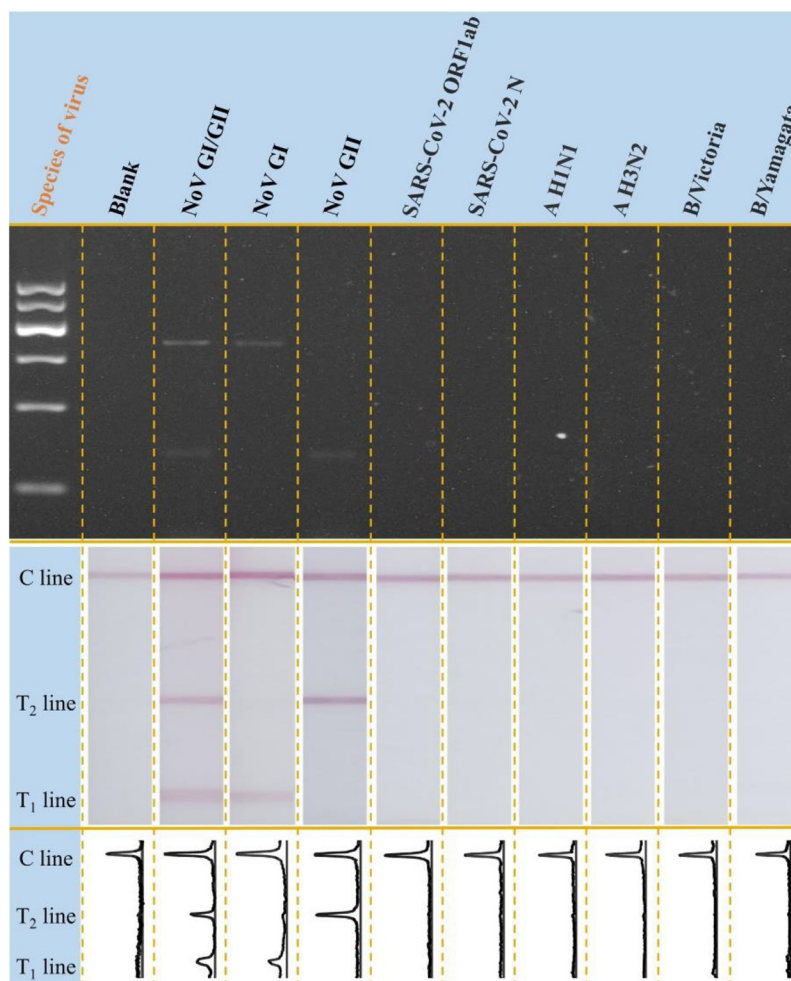 Species of virus
Blank
NoV GI/GII
NoV GI
NoV GII
SARS-CoV-2 ORF1ab
SARS-CoV-2 N
A H1N1
A H3N2
B/Victoria
B/Yamagata
C line
T₂ line
T₁ line
C line
T₂ line
T₁ line